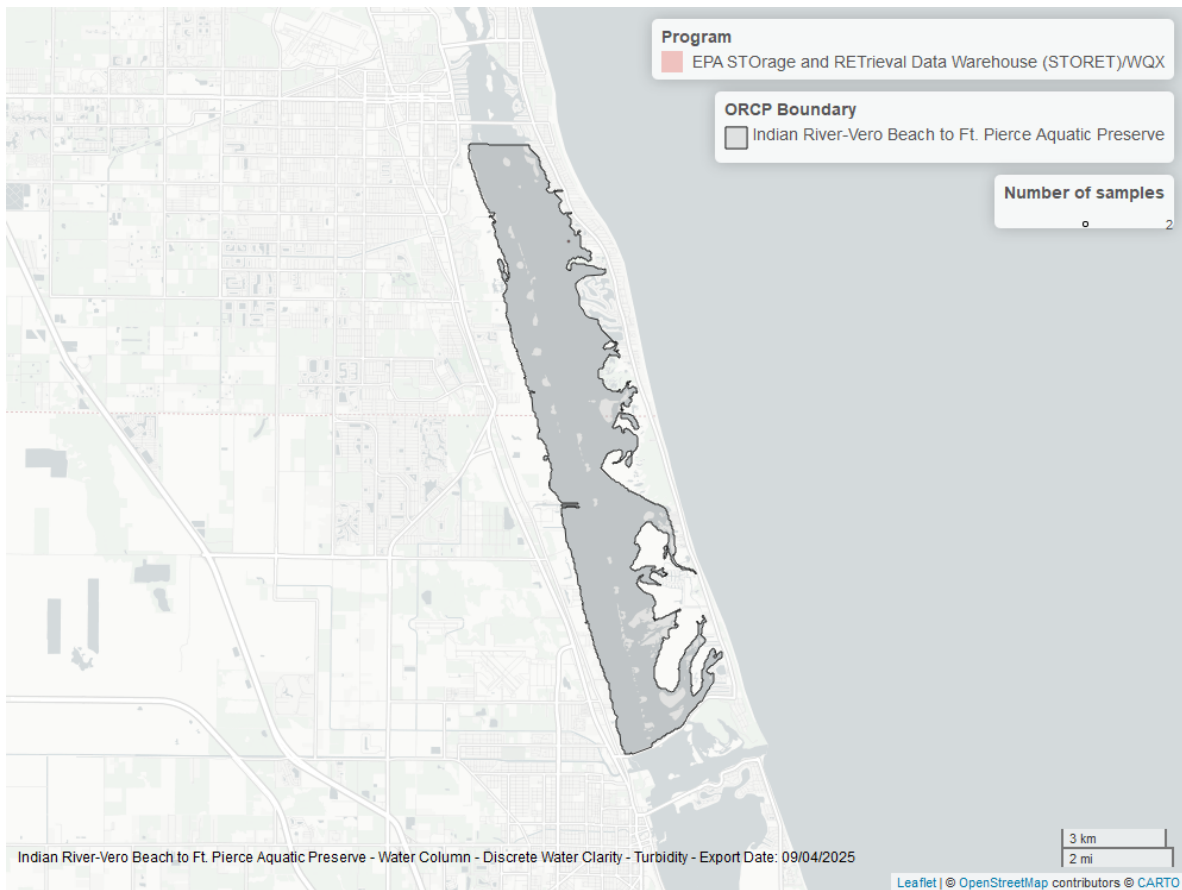 Program
EPA STOrage and RETrieval Data Warehouse (STORET)/WQX
ORCP Boundary
Indian River-Vero Beach to Ft. Pierce Aquatic Preserve
Number of samples
2
3 km
2 mi
Indian River-Vero Beach to Ft. Pierce Aquatic Preserve - Water Column - Discrete Water Clarity - Turbidity - Export Date: 09/04/2025
Leaflet | © OpenStreetMap contributors © CARTO